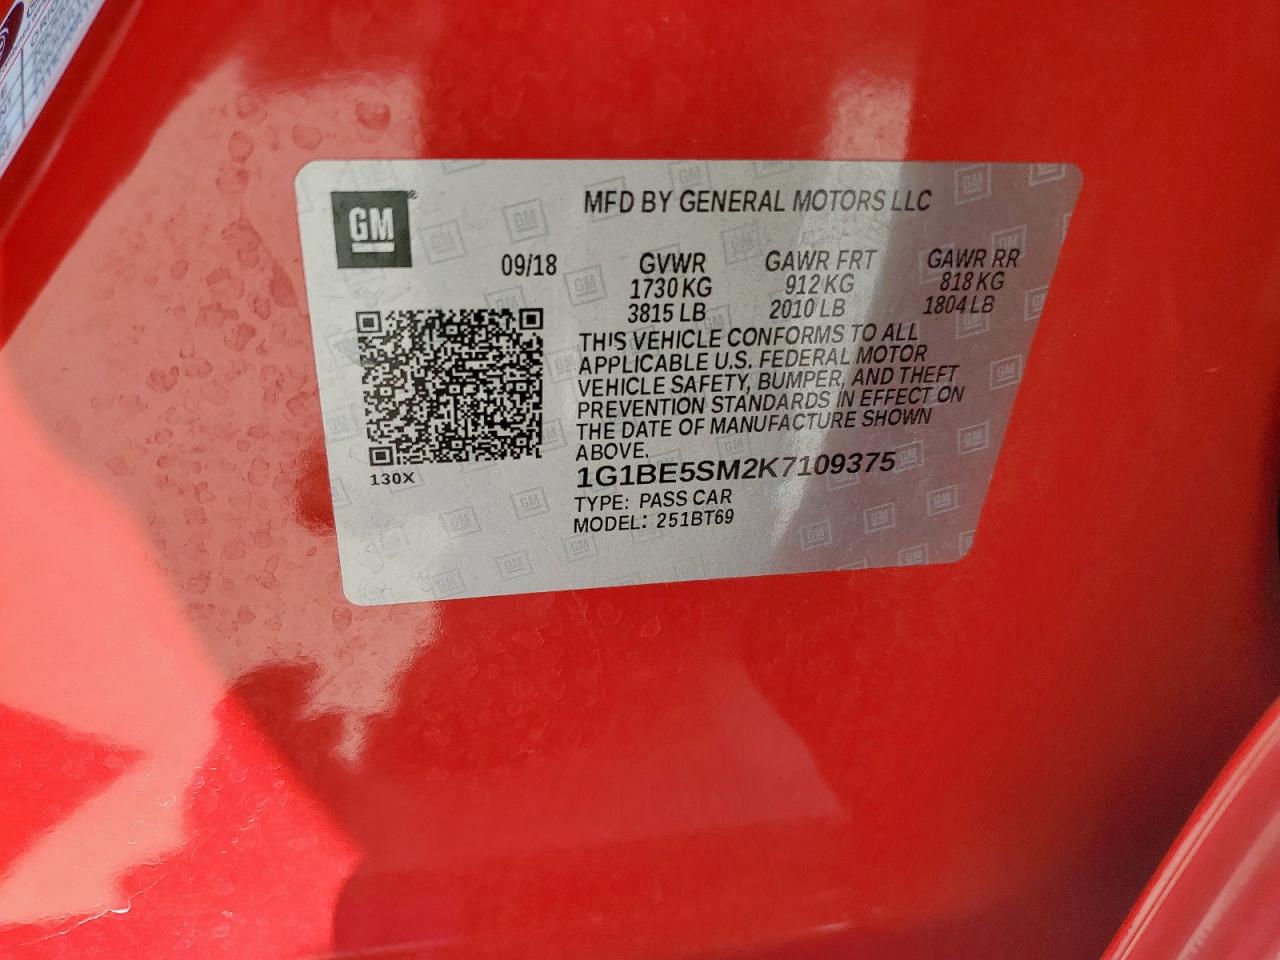 GM
MFD BY GENERAL MOTORS LLC
09/18 GVWR GAWR FRT GAWR RR
1730 KG 912 KG 818 KG
3815 LB 2010 LB 1804 LB
THIS VEHICLE CONFORMS TO ALL
APPLICABLE U.S. FEDERAL MOTOR
VEHICLE SAFETY, BUMPER, AND THEFT
PREVENTION STANDARDS IN EFFECT ON
THE DATE OF MANUFACTURE SHOWN
ABOVE.
130X
1G1BE5SM2K7109375
TYPE: PASS CAR
MODEL: 251BT69